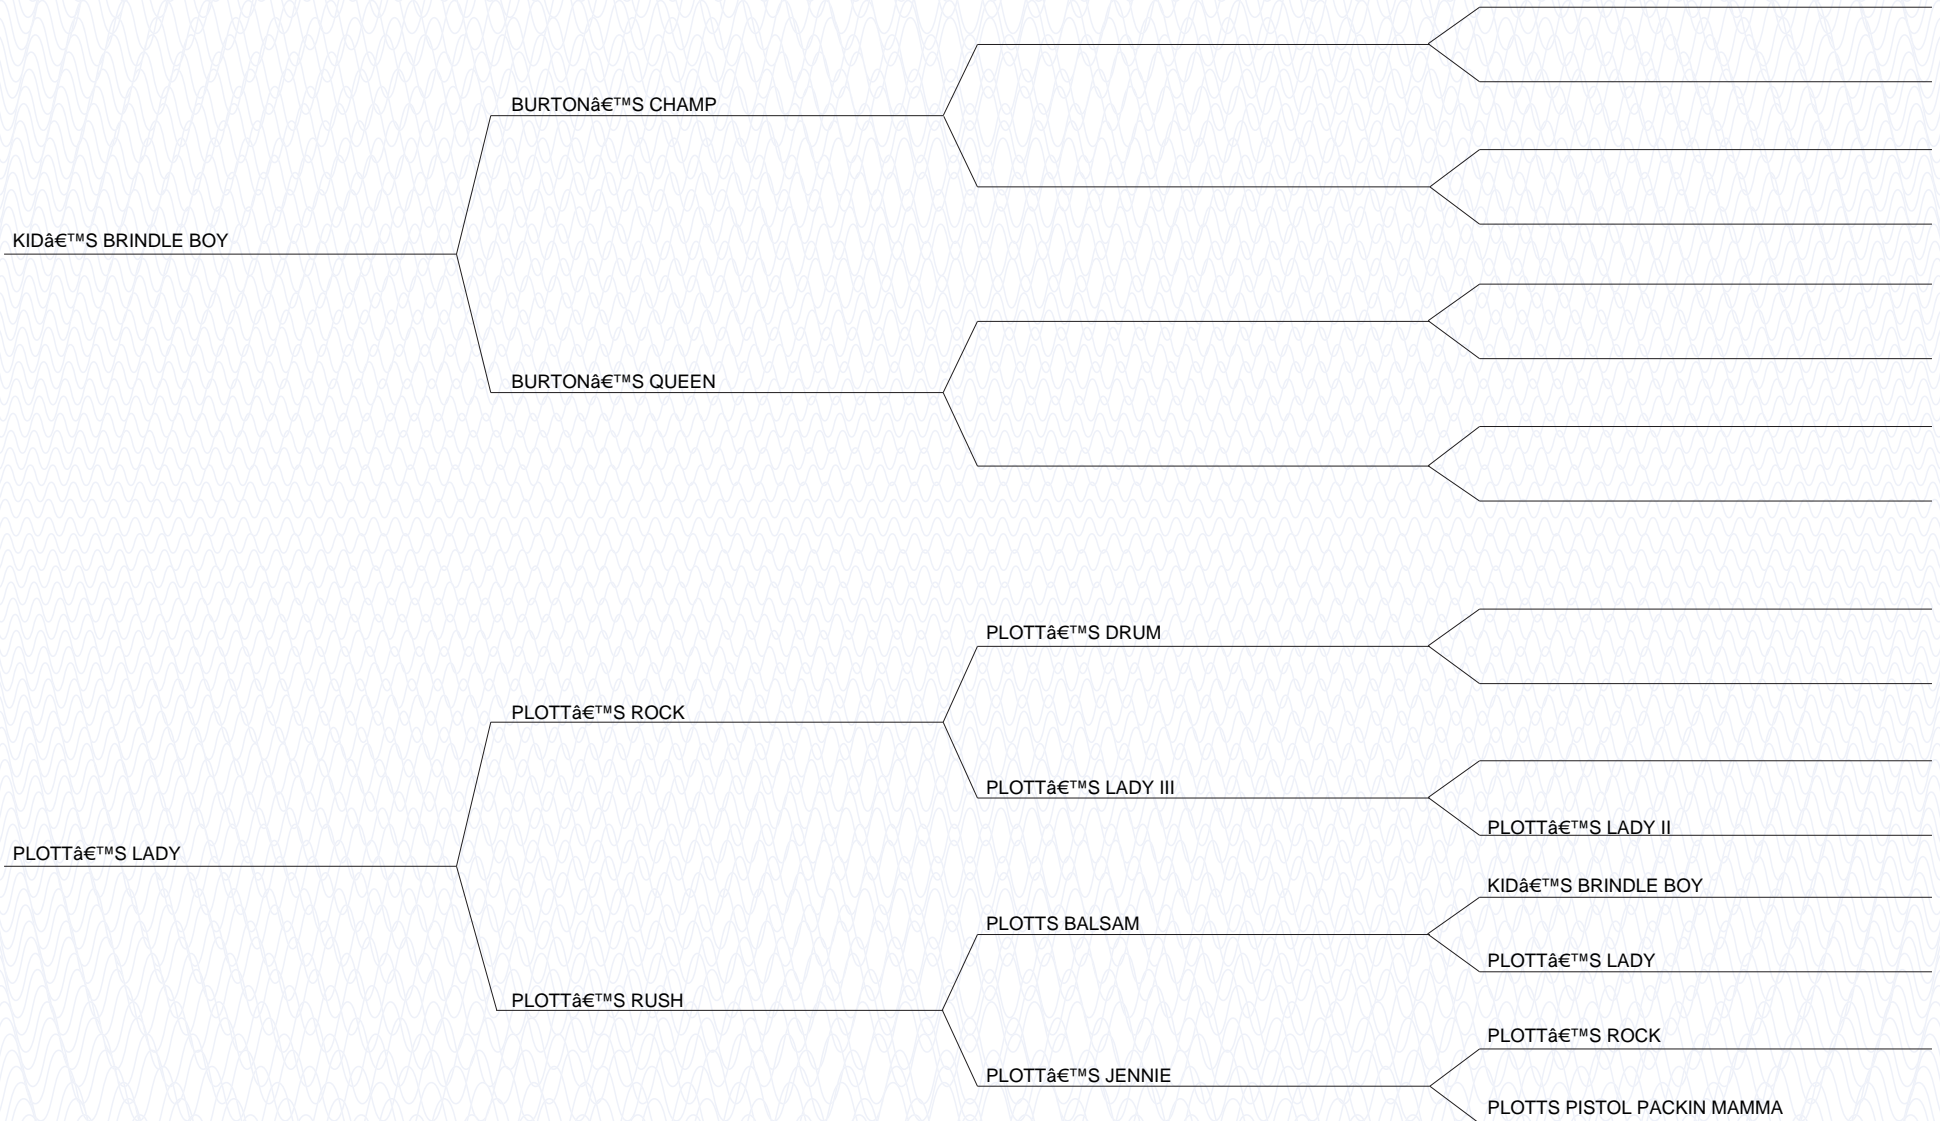 BURTONâ€™S CHAMP
KIDâ€™S BRINDLE BOY
BURTONâ€™S QUEEN
PLOTTâ€™S DRUM
PLOTTâ€™S ROCK
PLOTTâ€™S LADY III
PLOTTâ€™S LADY II
PLOTTâ€™S LADY
KIDâ€™S BRINDLE BOY
PLOTTS BALSAM
PLOTTâ€™S LADY
PLOTTâ€™S RUSH
PLOTTâ€™S ROCK
PLOTTâ€™S JENNIE
PLOTTS PISTOL PACKIN MAMMA